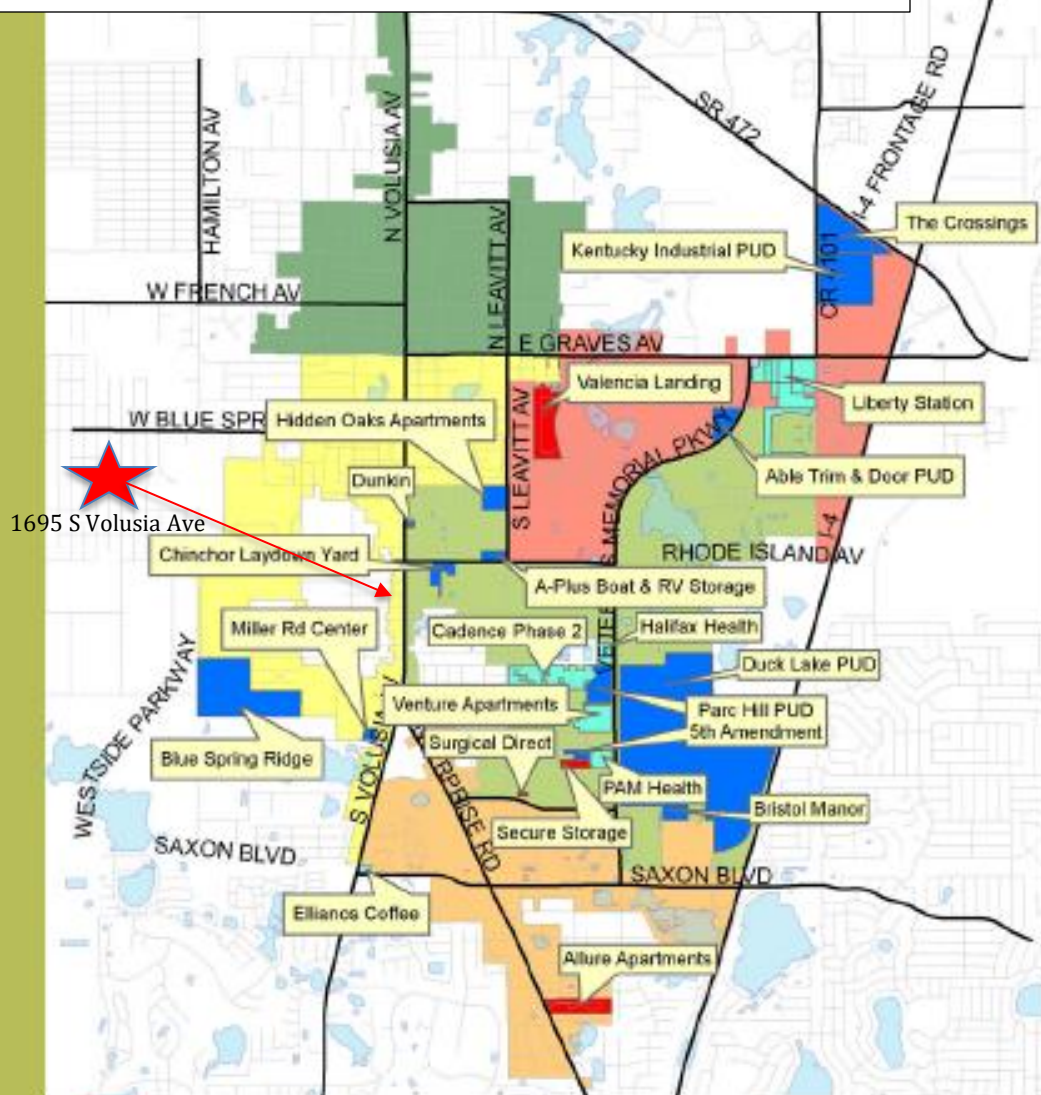 SR 472
I-4 FRONTAGE RD
HAMILTON AV
N VOLUSIA AV
The Crossings
Kentucky Industrial PUD
N LEAVITT AV
W FRENCH AV
E GRAVES AV
Valencia Landing
Liberty Station
S LEAVITT AV
W BLUE SPR
Hidden Oaks Apartments
Able Trim & Door PUD
Dunkin
S MEMORIAL PKWY
I-4
1695 S Volusia Ave
Chinchor Laydown Yard
RHODE ISLAND AV
A-Plus Boat & RV Storage
Miller Rd Center
Cadence Phase 2
Halifax Health
VETE
Duck Lake PUD
WESTSIDE PARKWAY
Venture Apartments
Parc Hill PUD
5th Amendment
S VOLUSIA
Surgical Direct
Blue Spring Ridge
RPRISE RD
PAM Health
Bristol Manor
Secure Storage
SAXON BLVD
SAXON BLVD
Ellianos Coffee
Allure Apartments